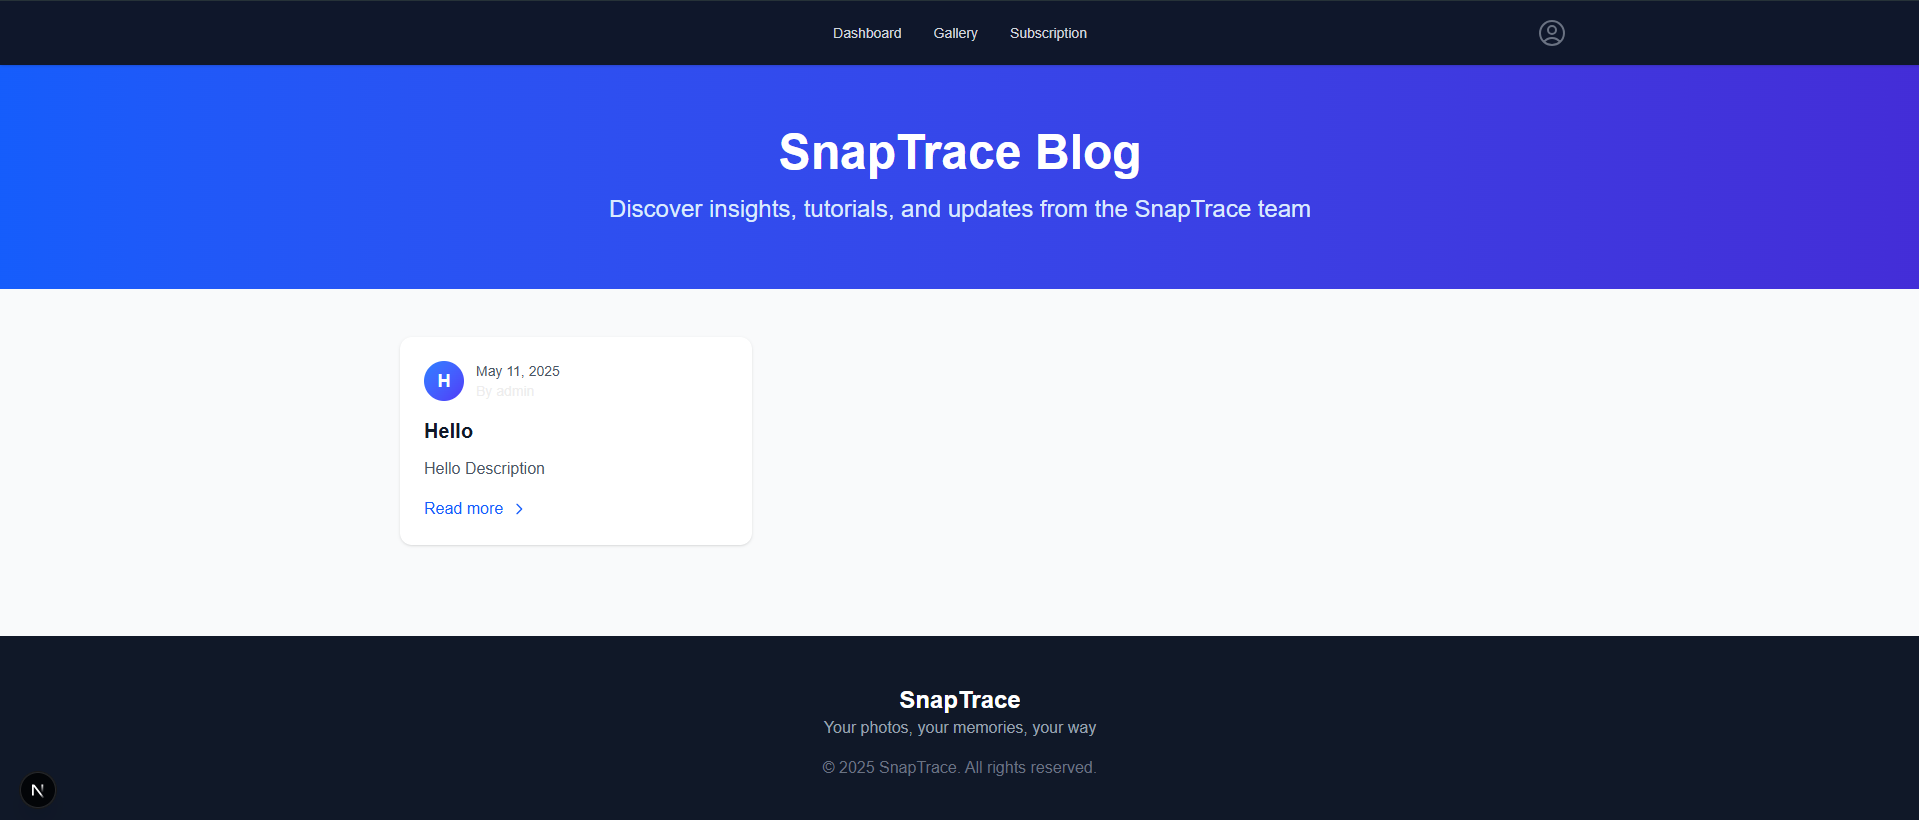 Dashboard Gallery Subscription
SnapTrace Blog
Discover insights, tutorials, and updates from the SnapTrace team
H
May 11, 2025
By admin
Hello
Hello Description
Read more
SnapTrace
Your photos, your memories, your way
© 2025 SnapTrace. All rights reserved.
N